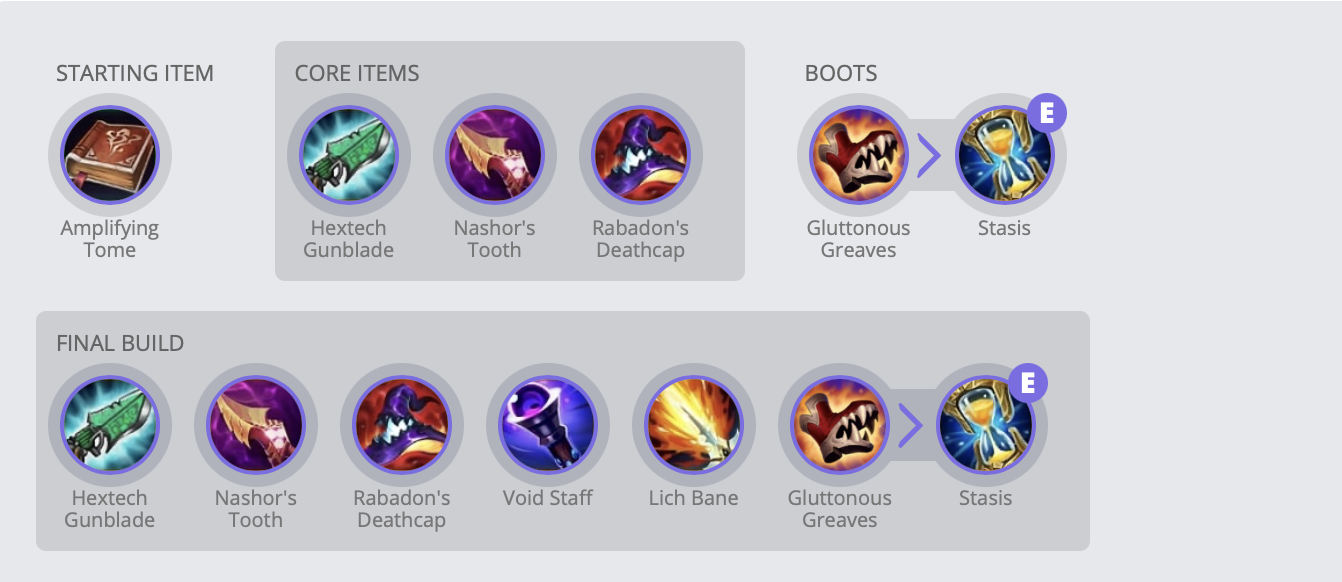 STARTING ITEM
Amplifying
Tome
CORE ITEMS
Hextech
Gunblade
Nashor's
Tooth
Rabadon's
Deathcap
BOOTS
Gluttonous
Greaves
E
Stasis
FINAL BUILD
Hextech
Gunblade
Nashor's
Tooth
Rabadon's
Deathcap
Void Staff
Lich Bane
Gluttonous
Greaves
E
Stasis